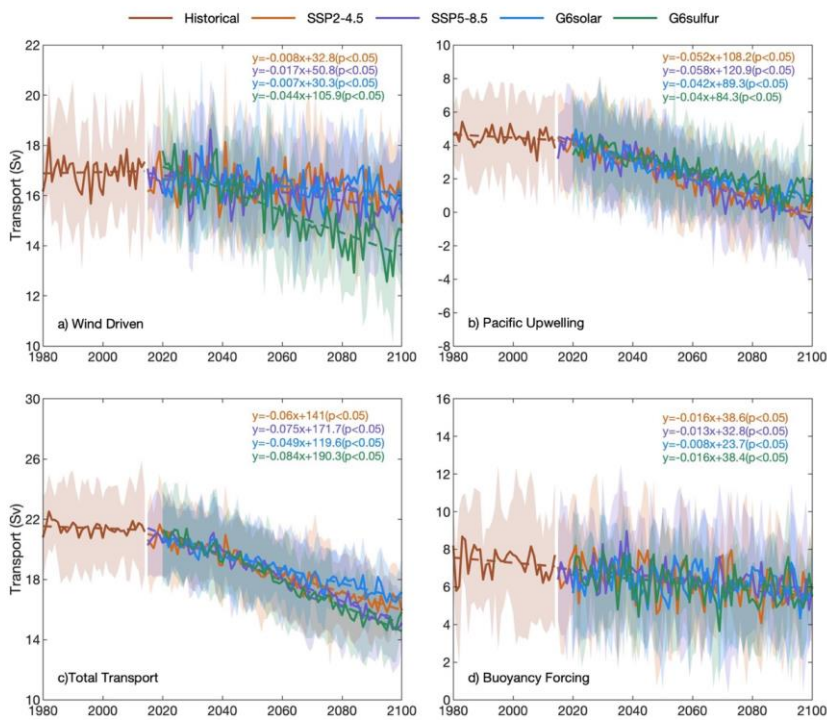 Historical SSP2-4.5 SSP5-8.5 G6solar G6sulfur
22
20
18
16
14
12
10
Transport (Sv)
y=-0.008x+32.8(p<0.05)
y=-0.017x+50.8(p<0.05)
y=-0.007x+30.3(p<0.05)
y=-0.044x+105.9(p<0.05)
a) Wind Driven
1980 2000 2020 2040 2060 2080 2100
10
8
6
4
2
0
-2
-4
-6
-8
y=-0.052x+108.2(p<0.05)
y=-0.058x+120.9(p<0.05)
y=-0.042x+89.3(p<0.05)
y=-0.04x+84.3(p<0.05)
b) Pacific Upwelling
1980 2000 2020 2040 2060 2080 2100
30
26
22
18
14
10
Transport (Sv)
y=-0.06x+141(p<0.05)
y=-0.075x+171.7(p<0.05)
y=-0.049x+119.6(p<0.05)
y=-0.084x+190.3(p<0.05)
c)Total Transport
1980 2000 2020 2040 2060 2080 2100
16
14
12
10
8
6
4
2
0
y=-0.016x+38.6(p<0.05)
y=-0.013x+32.8(p<0.05)
y=-0.008x+23.7(p<0.05)
y=-0.016x+38.4(p<0.05)
d) Buoyancy Forcing
1980 2000 2020 2040 2060 2080 2100